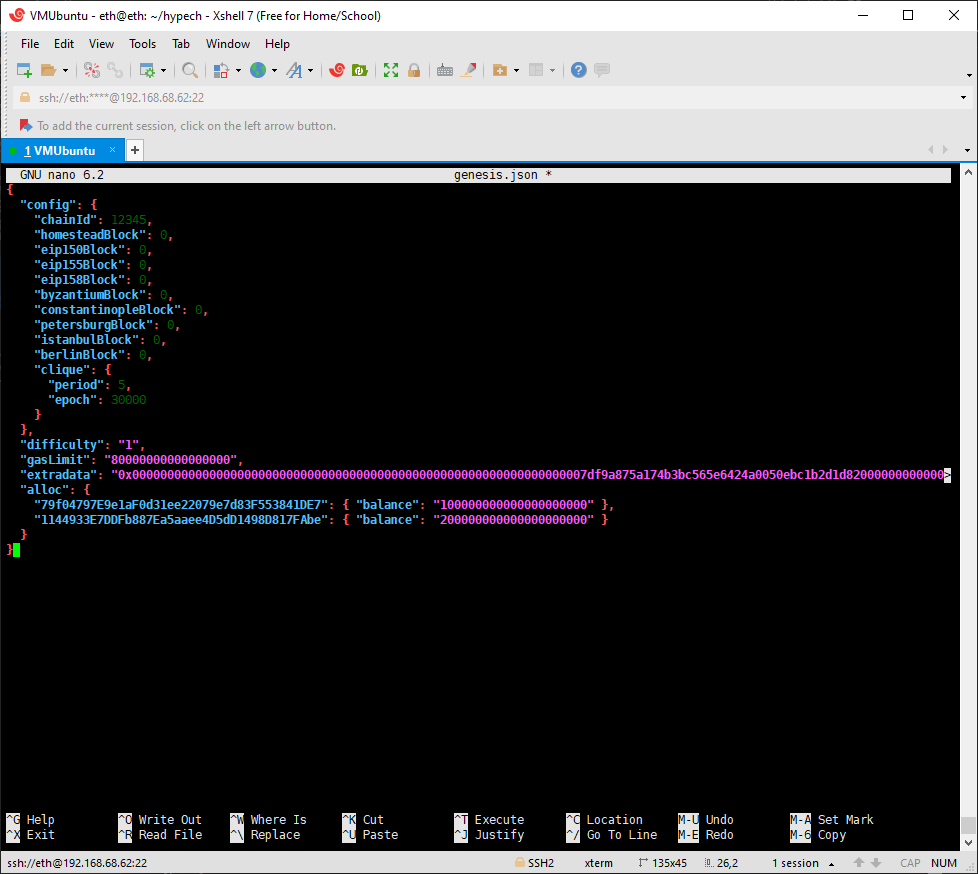 VMUbuntu - eth@eth: ~/hypech - Xshell 7 (Free for Home/School)
File Edit View Tools Tab Window Help
ssh://eth:****@192.168.68.62:22
To add the current session, click on the left arrow button.
1 VMUbuntu × +
GNU nano 6.2 genesis.json *
{
"config": {
"chainId": 12345,
"homesteadBlock": 0,
"eip150Block": 0,
"eip155Block": 0,
"eip158Block": 0,
"byzantiumBlock": 0,
"constantinopleBlock": 0,
"petersburgBlock": 0,
"istanbulBlock": 0,
"berlinBlock": 0,
"clique": {
"period": 5,
"epoch": 30000
}
},
"difficulty": "1",
"gasLimit": "80000000000000000",
"extradata": "0x00000000000000000000000000000000000000000000000000000000000000007df9a875a174b3bc565e6424a0050ebc1b2d1d82000000000000>
"alloc": {
"79f04797E9e1aF0d31ee22079e7d83F553841DE7": { "balance": "100000000000000000000" },
"1144933E7DDFb887Ea5aaee4D5dD1498D817FAbe": { "balance": "200000000000000000000" }
}
}
^G Help ^O Write Out ^W Where Is ^K Cut ^T Execute ^C Location M-U Undo M-A Set Mark
^X Exit ^R Read File ^\ Replace ^U Paste ^J Justify ^/ Go To Line M-E Redo M-6 Copy
ssh://eth@192.168.68.62:22 SSH2 xterm 135x45 26,2 1 session CAP NUM